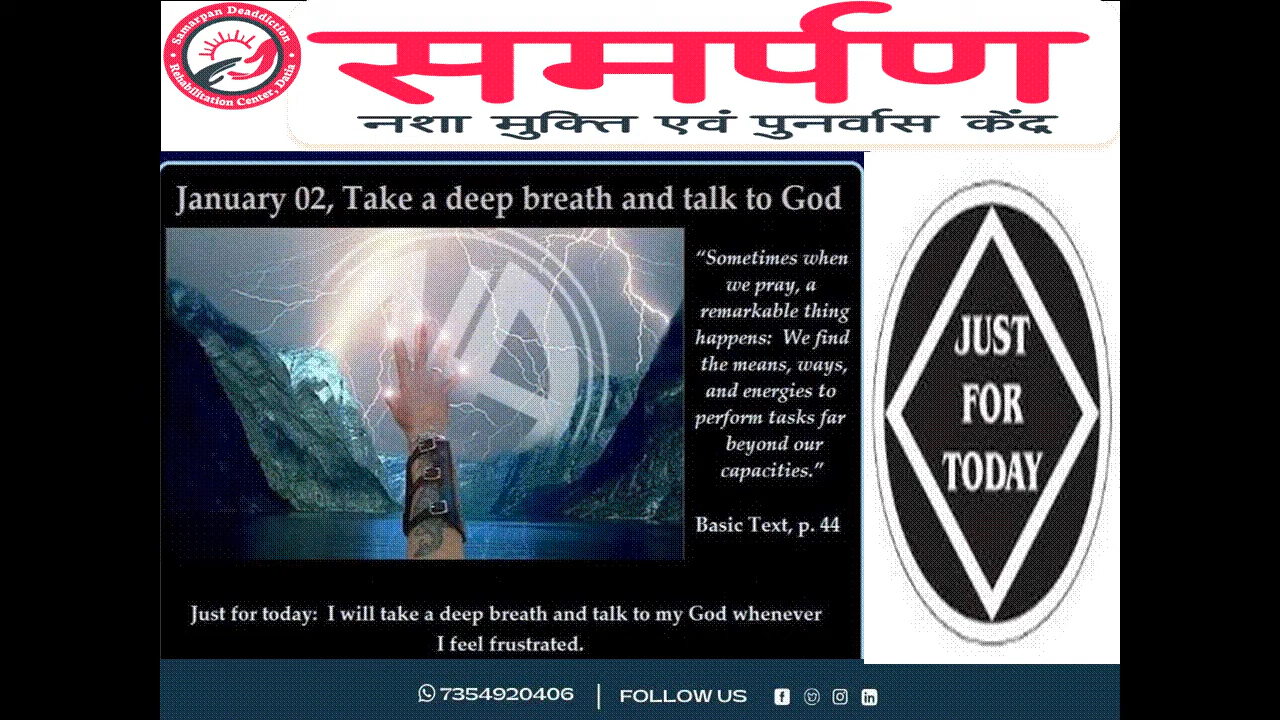 Samarpan Deaddiction
Rehabilitation Center, Datia
समर्पण
नशा मुक्ति एवं पुनर्वास केंद्र
January 02, Take a deep breath and talk to God
“Sometimes when
we pray, a
remarkable thing
happens: We find
the means, ways,
and energies to
perform tasks far
beyond our
capacities.”
Basic Text, p. 44
Just for today: I will take a deep breath and talk to my God whenever
I feel frustrated.
JUST
FOR
TODAY
7354920406 | FOLLOW US